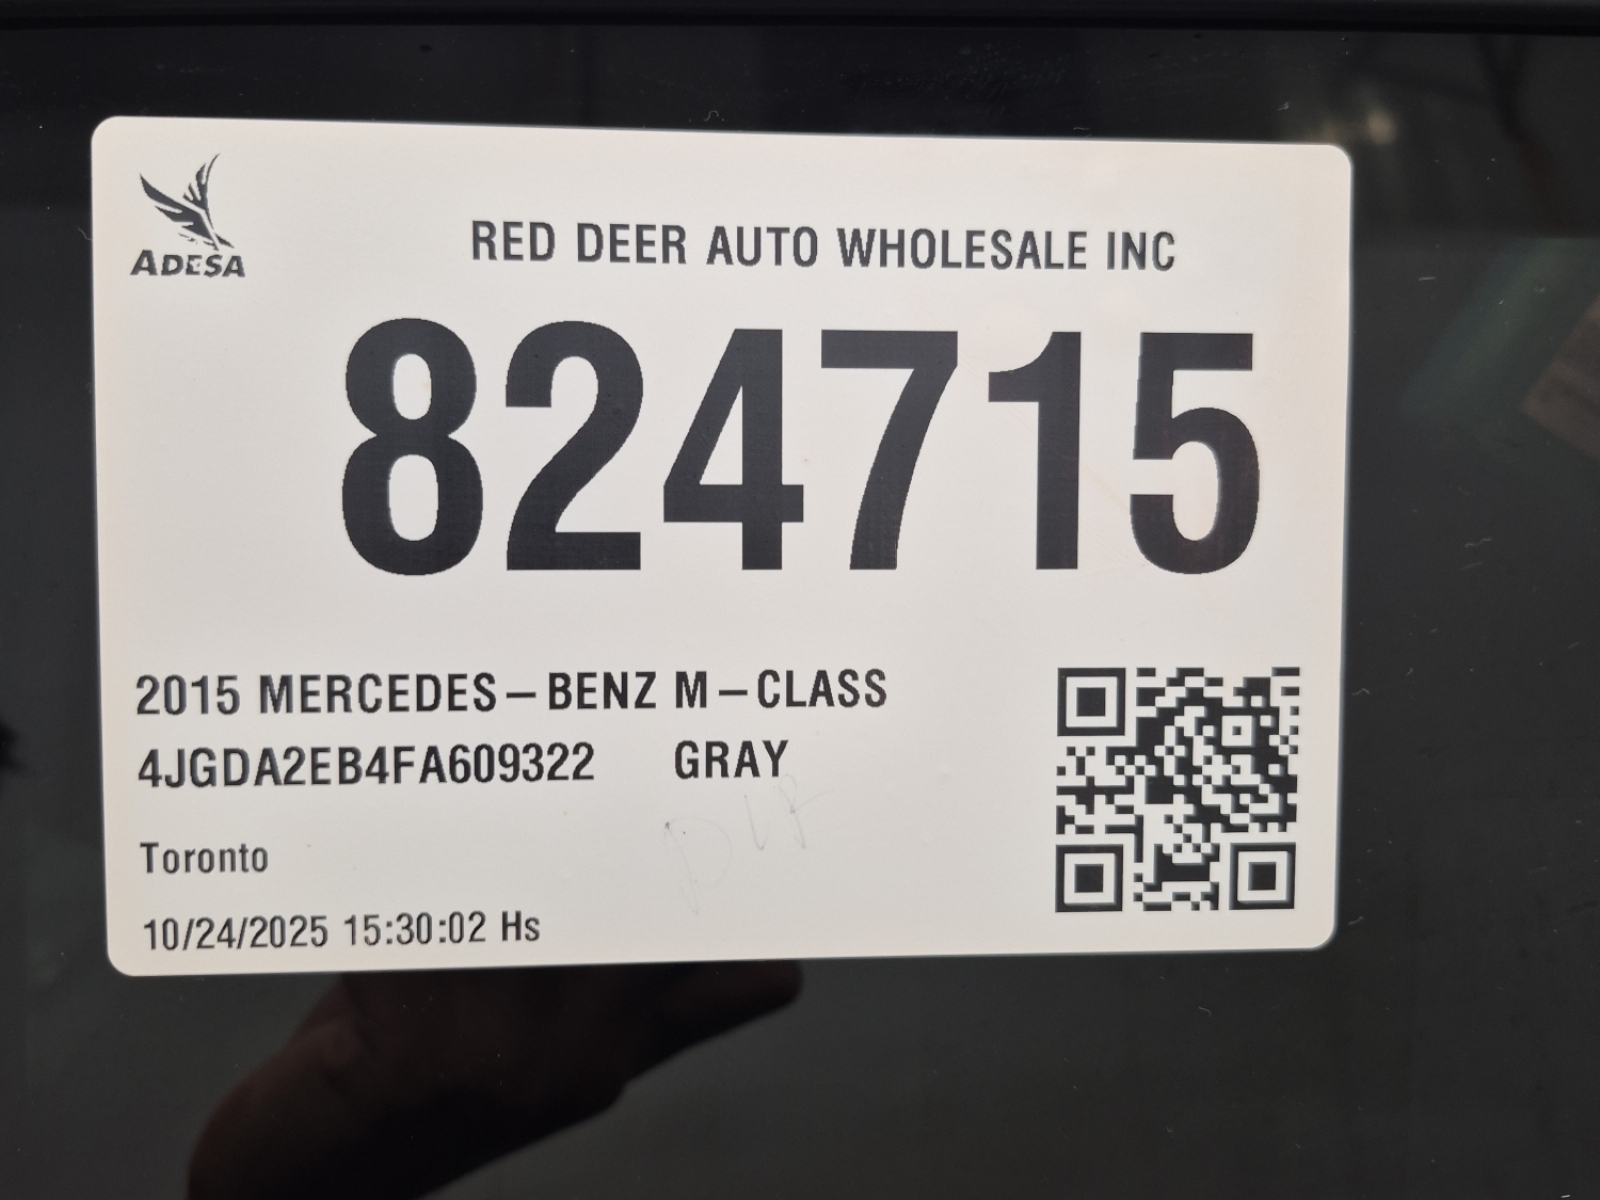 ADESA
RED DEER AUTO WHOLESALE INC
824715
2015 MERCEDES-BENZ M-CLASS
4JGDA2EB4FA609322 GRAY
Toronto
10/24/2025 15:30:02 Hs